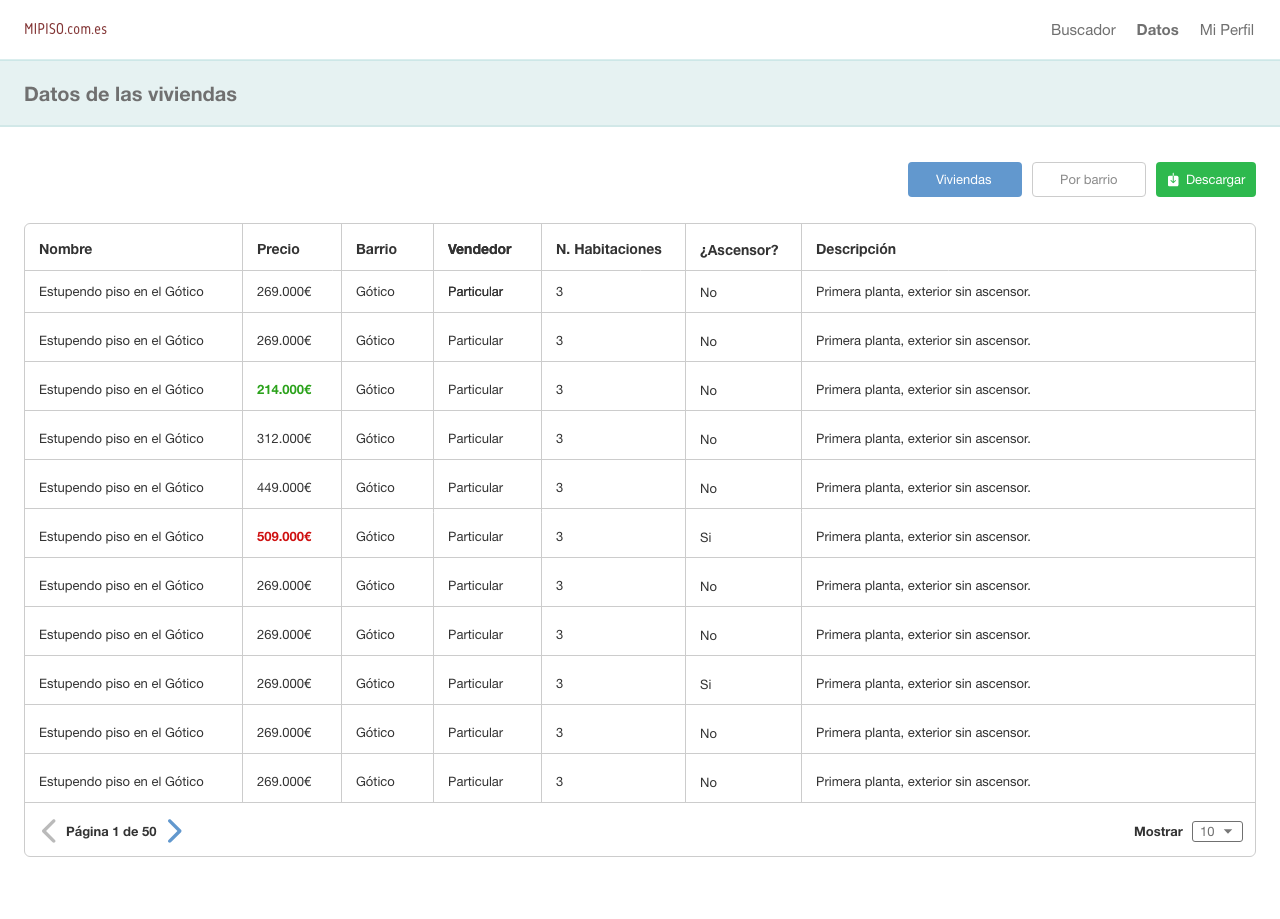 MIPISO.com.es
Buscador Datos Mi Perfil
Datos de las viviendas
Viviendas Por barrio Descargar
Nombre Precio Barrio Vendedor N. Habitaciones ¿Ascensor? Descripción
Estupendo piso en el Gótico 269.000€ Gótico Particular 3 No Primera planta, exterior sin ascensor.
Estupendo piso en el Gótico 269.000€ Gótico Particular 3 No Primera planta, exterior sin ascensor.
Estupendo piso en el Gótico 214.000€ Gótico Particular 3 No Primera planta, exterior sin ascensor.
Estupendo piso en el Gótico 312.000€ Gótico Particular 3 No Primera planta, exterior sin ascensor.
Estupendo piso en el Gótico 449.000€ Gótico Particular 3 No Primera planta, exterior sin ascensor.
Estupendo piso en el Gótico 509.000€ Gótico Particular 3 Si Primera planta, exterior sin ascensor.
Estupendo piso en el Gótico 269.000€ Gótico Particular 3 No Primera planta, exterior sin ascensor.
Estupendo piso en el Gótico 269.000€ Gótico Particular 3 No Primera planta, exterior sin ascensor.
Estupendo piso en el Gótico 269.000€ Gótico Particular 3 Si Primera planta, exterior sin ascensor.
Estupendo piso en el Gótico 269.000€ Gótico Particular 3 No Primera planta, exterior sin ascensor.
Estupendo piso en el Gótico 269.000€ Gótico Particular 3 No Primera planta, exterior sin ascensor.
Página 1 de 50 Mostrar 10